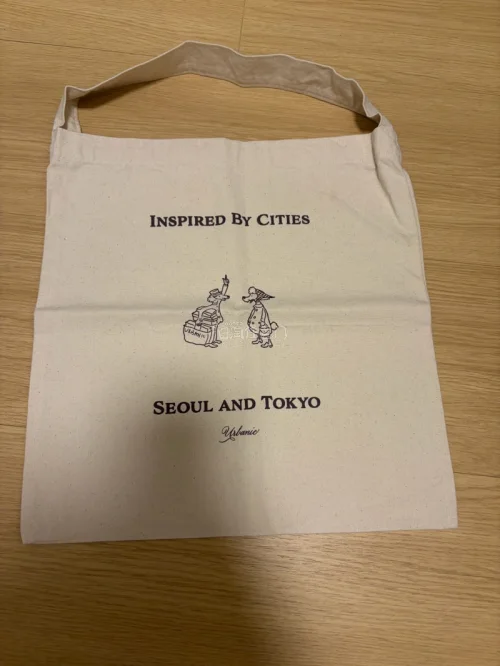 INSPIRED BY CITIES
SEOUL AND TOKYO
Urbanic